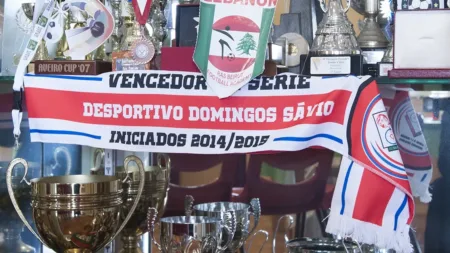 LEBANON
AVEIRO CUP '07
VENCEDOR SÉRIE
DESPORTIVO DOMINGOS SÁVIO
INICIADOS 2014/2015